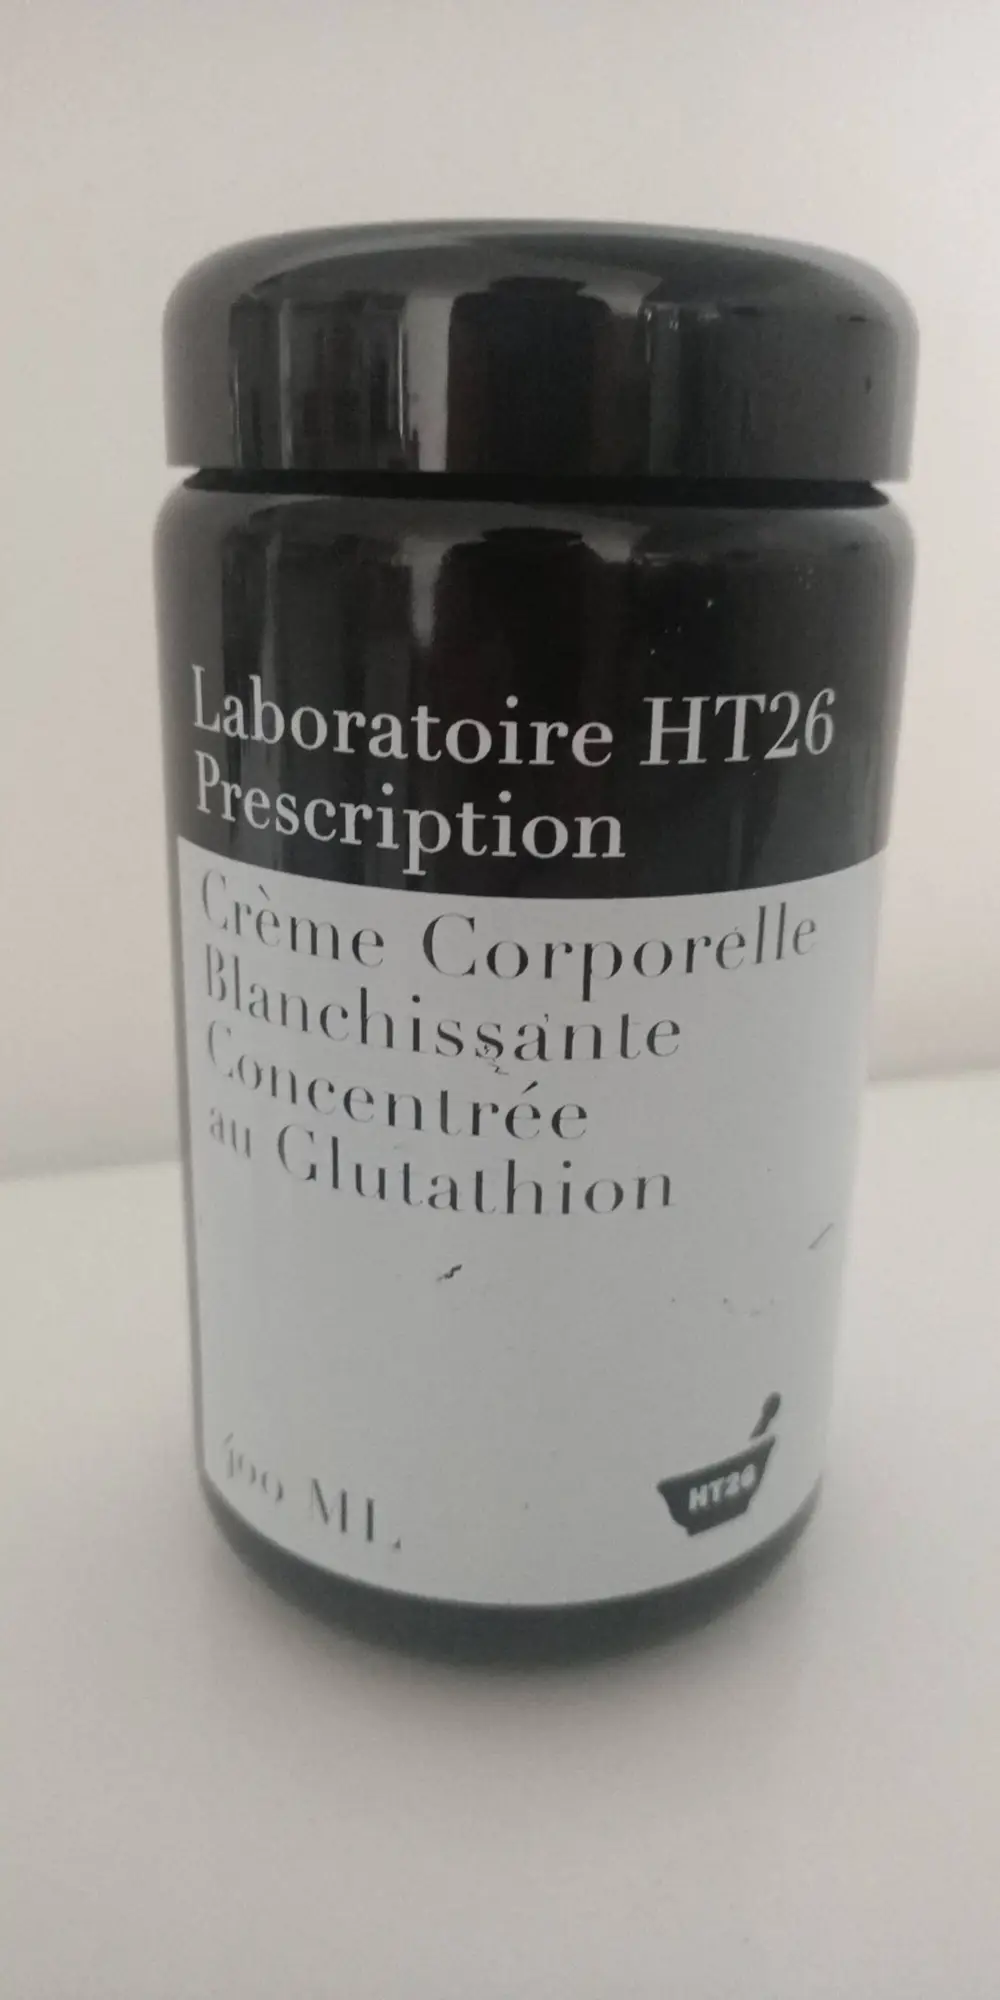 Laboratoire HT26
Prescription
Crème Corporelle
Blanchissante
Concentrée
au Glutathion
400 ML
HT26